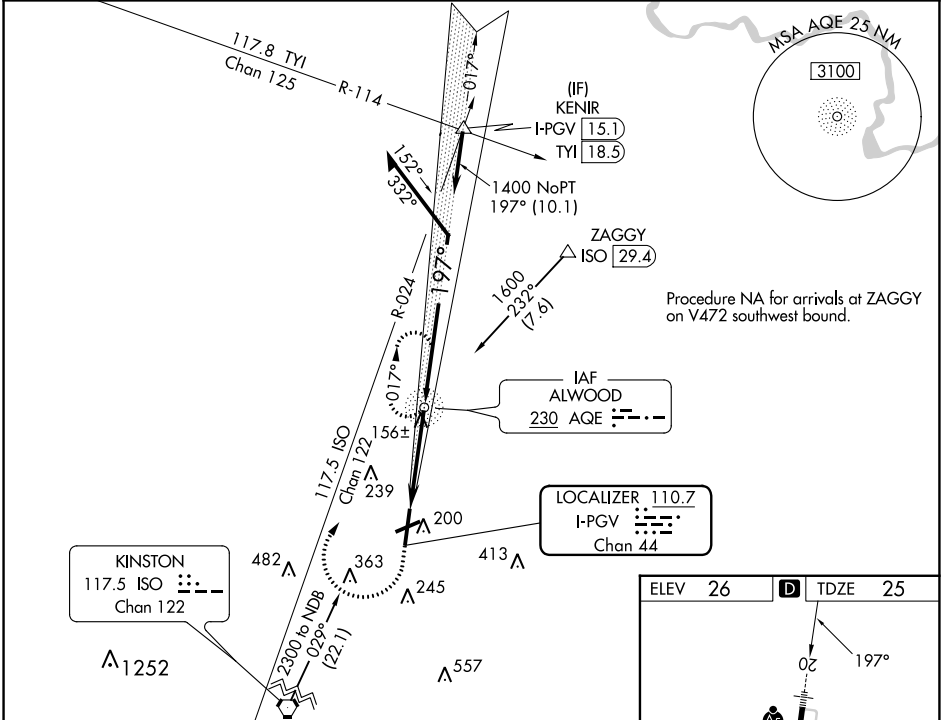 117.8 TYI
Chan 125
R-114
017°
(IF)
KENIR
I-PGV 15.1
TYI 18.5
MSA AQE 25 NM
3100
152°
332°
1400 NoPT
197° (10.1)
197°
ZAGGY
ISO 29.4
1600
232°
(7.6)
Procedure NA for arrivals at ZAGGY
on V472 southwest bound.
R-024
017°
IAF
ALWOOD
230 AQE
156±
117.5 ISO
Chan 122
239
200
LOCALIZER 110.7
I-PGV
Chan 44
KINSTON
117.5 ISO
Chan 122
482
363
413
245
2300 to NDB
029°
(22.1)
1252
557
ELEV 26 D TDZE 25
197°
20